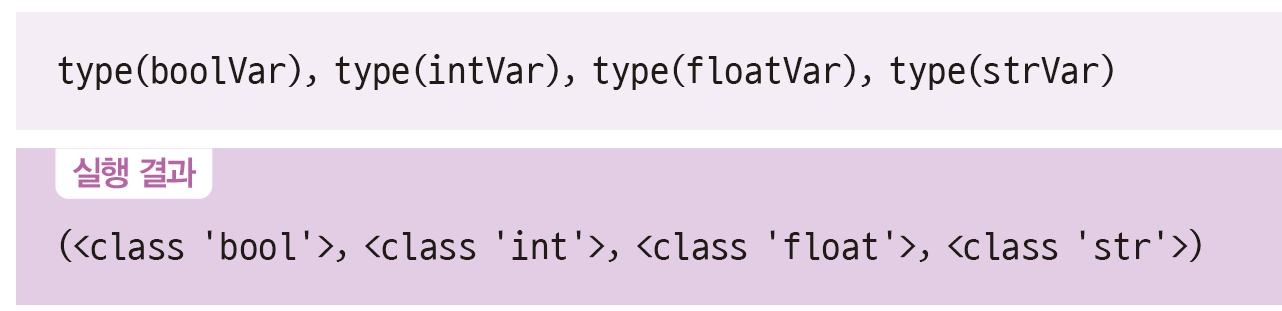 type(boolVar), type(intVar), type(floatVar), type(strVar)
실행 결과
(<class 'bool'>, <class 'int'>, <class 'float'>, <class 'str'>)